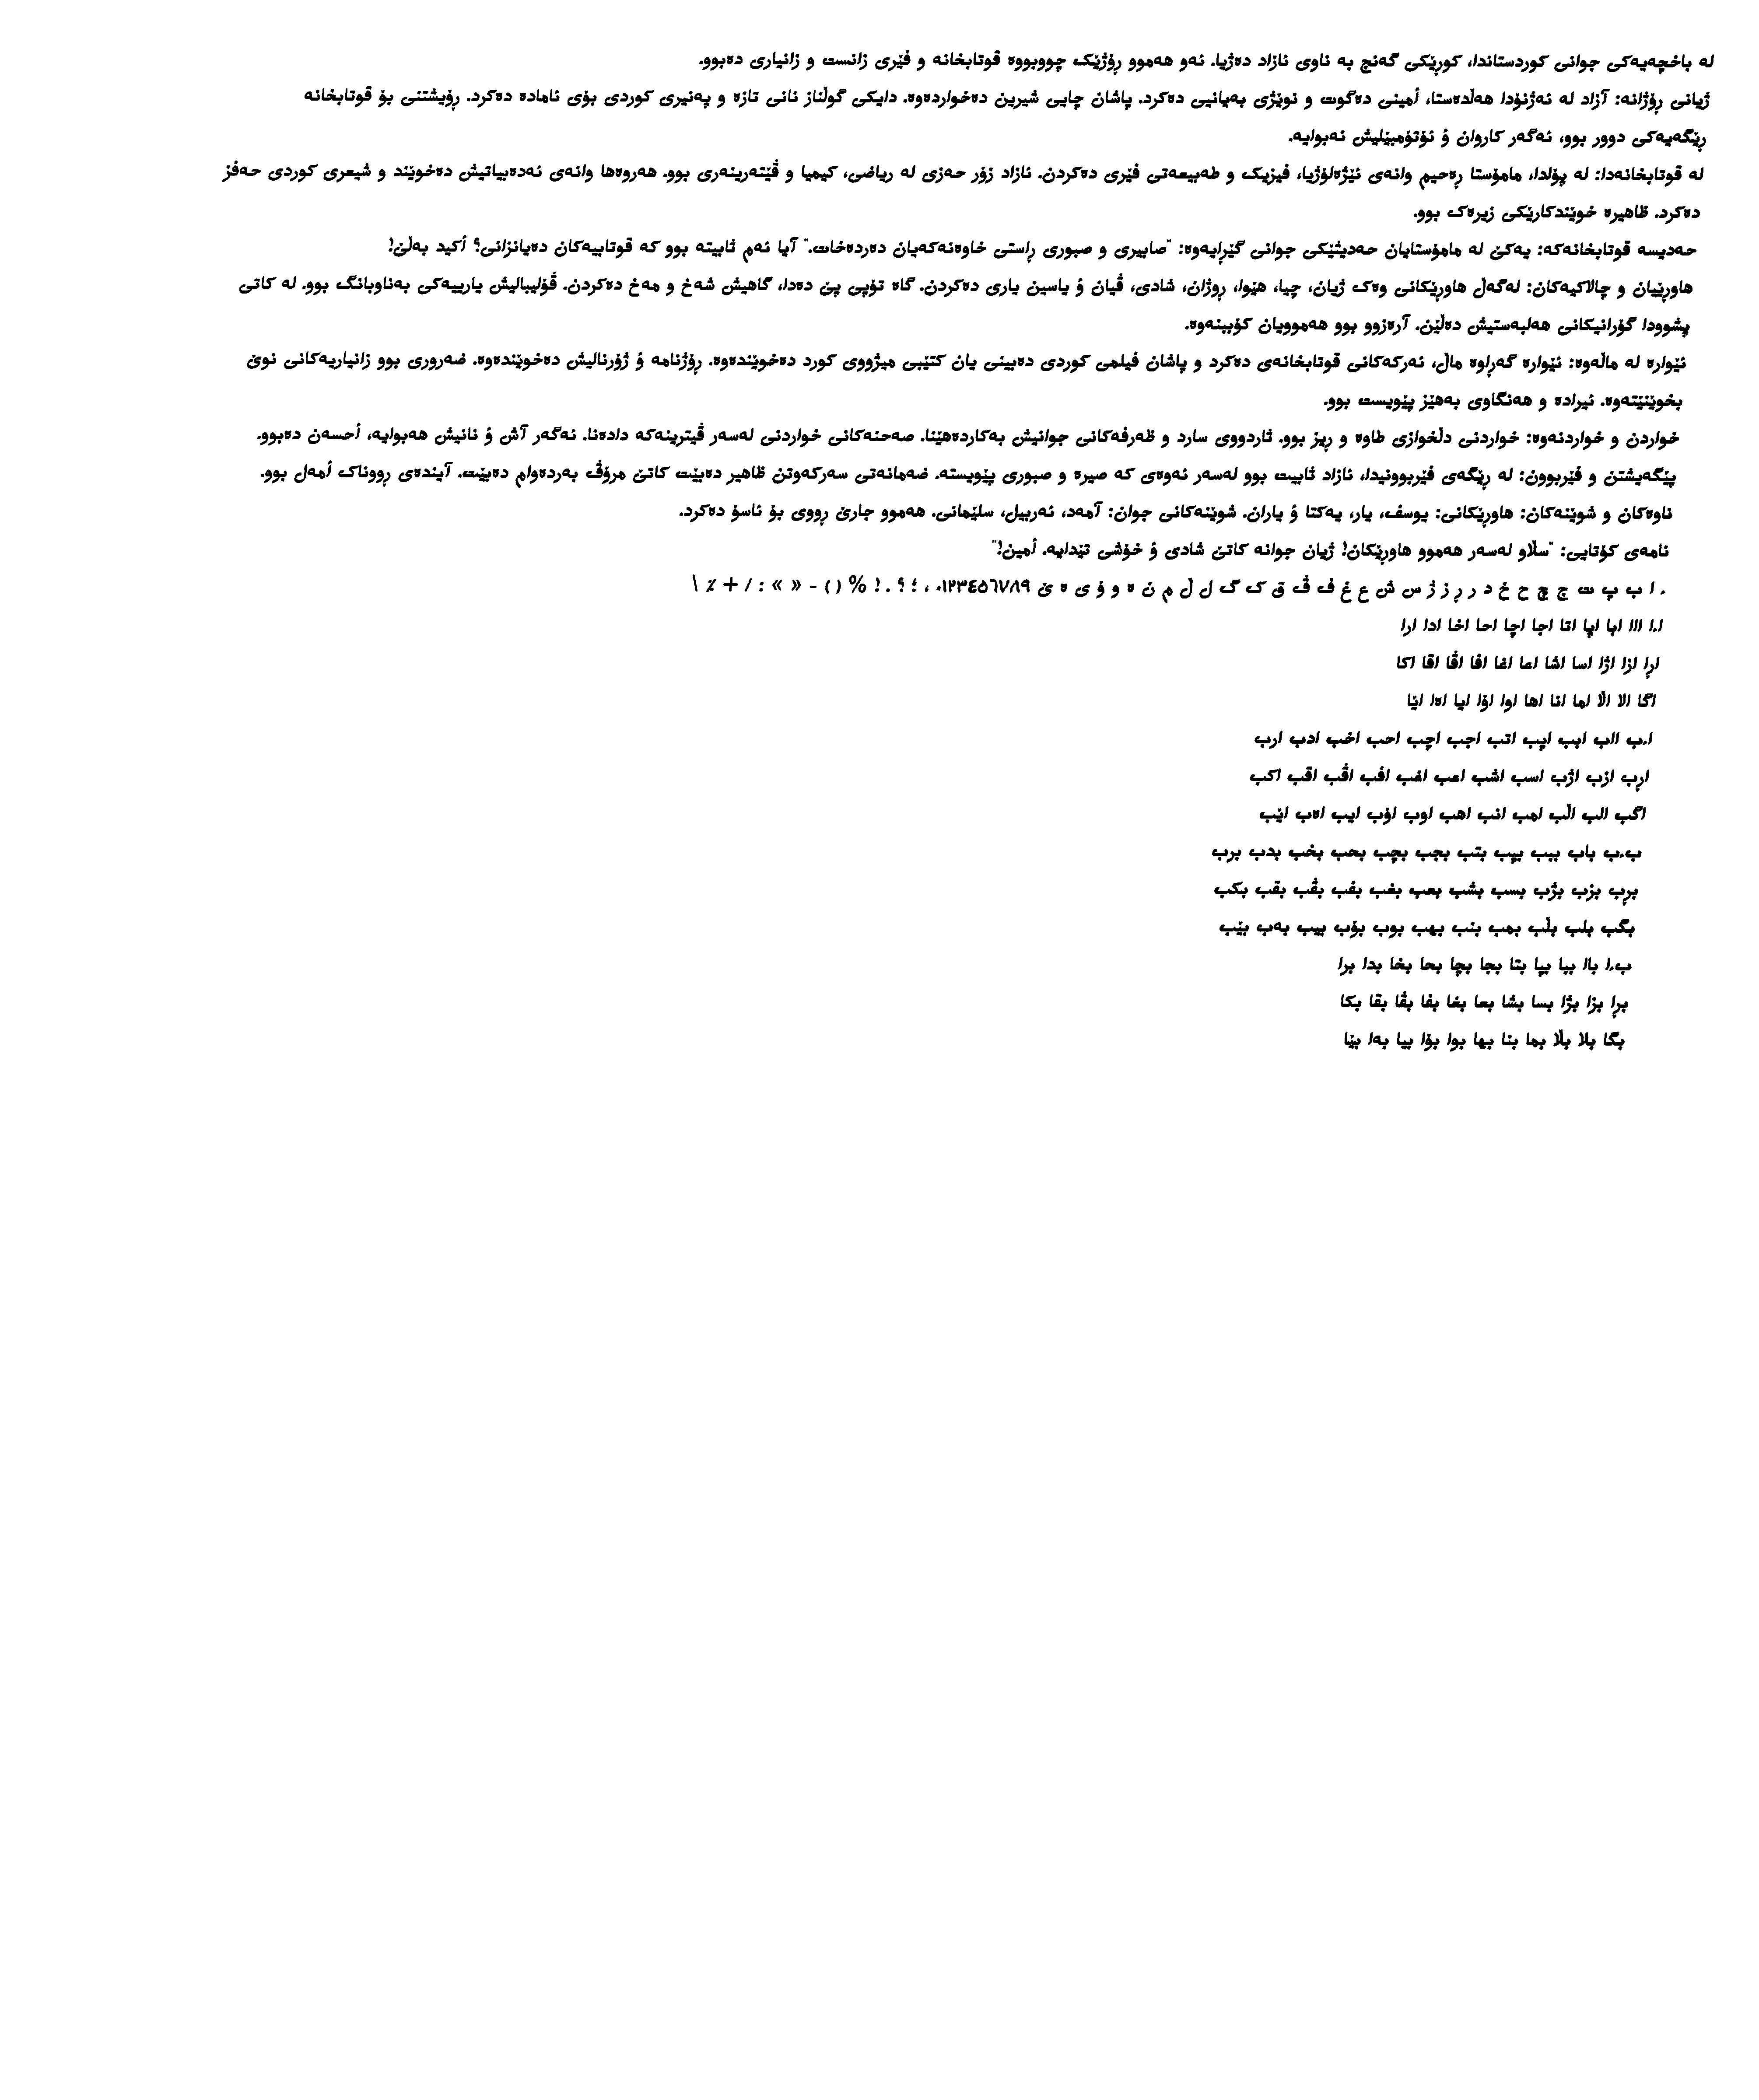 لە باخچەیەکی جوانی کوردستاندا، کوڕێکی گەنج بە ناوی ئازاد دەژیا. ئەو هەموو ڕۆژێک چووبووە قوتابخانە و فێری زانست و زانیاری دەبوو.
ژیانی ڕۆژانە: آزاد لە ئەژنۆدا هەڵدەستا، أمینی دەگوت و نوێژی بەیانیی دەکرد. پاشان چایی شیرین دەخواردەوە. دایکی گوڵناز نانی تازە و پەنیری کوردی بۆی ئامادە دەکرد. ڕۆیشتنی بۆ قوتابخانە
ڕێگەیەکی دوور بوو، ئەگەر کاروان ؤ ئۆتۆمبێلیش نەبوایە.
لە قوتابخانەدا: لە پۆلدا، مامۆستا ڕەحیم وانەی ئێژەلۆژیا، فیزیک و طەبیعەتی فێری دەکردن. ئازاد زۆر حەزی لە ریاضی، کیمیا و ڤێتەرینەری بوو. هەروەها وانەی ئەدەبیاتیش دەخوێند و شیعری کوردی حەفز
دەکرد. ظاهیرە خوێندکارێکی زیرەک بوو.
حەدیسە قوتابخانەکە: یەکێ لە مامۆستایان حەدیثێکی جوانی گێڕایەوە: "صابیری و صبوری ڕاستی خاوەنەکەیان دەردەخات." آیا ئەم ثابیتە بوو کە قوتابیەکان دەیانزانی؟ أکید بەڵێ!
هاوڕێیان و چالاکیەکان: لەگەڵ هاوڕێکانی وەک ژیان، چیا، هێوا، ڕوژان، شادی، ڤیان ؤ یاسین یاری دەکردن. گاە تۆپی پێ دەدا، گاهیش شەخ و مەخ دەکردن. ڤۆلیبالیش یارییەکی بەناوبانگ بوو. لە کاتی
پشوودا گۆرانیکانی هەلبەستیش دەڵێن. آرەزوو بوو هەموویان کۆببنەوە.
ئێوارە لە ماڵەوە: ئێوارە گەڕاوە ماڵ، ئەرکەکانی قوتابخانەی دەکرد و پاشان فیلمی کوردی دەبینی یان کتێبی میژووی کورد دەخوێندەوە. ڕۆژنامە ؤ ژۆرنالیش دەخوێندەوە. ضەروری بوو زانیاریەکانی نوێ
بخوێنێتەوە. ئیرادە و هەنگاوی بەهێز پێویست بوو.
خواردن و خواردنەوە: خواردنی دڵخوازی طاوە و ڕیز بوو. ئاردووی سارد و ظەرفەکانی جوانیش بەکاردەهێنا. صەحنەکانی خواردنی لەسەر ڤیترینەکە دادەنا. ئەگەر آش ؤ نانیش هەبوایە، أحسەن دەبوو.
پێگەیشتن و فێربوون: لە ڕێگەی فێربوونیدا، ئازاد ثابیت بوو لەسەر ئەوەی کە صیرە و صبوری پێویستە. ضەمانەتی سەرکەوتن ظاهیر دەبێت کاتێ مرۆڤ بەردەوام دەبێت. آیندەی ڕووناک أمەل بوو.
ناوەکان و شوێنەکان: هاوڕێکانی: یوسف، یار، یەکتا ؤ یاران. شوێنەکانی جوان: آمەد، ئەربیل، سلێمانی. هەموو جارێ ڕووی بۆ ئاسۆ دەکرد.
نامەی کۆتایی: "سڵاو لەسەر هەموو هاوڕێکان! ژیان جوانە کاتێ شادی ؤ خۆشی تێدایە. أمین!"
ء ا ب پ ت ج چ ح خ د ر ڕ ز ژ س ش ع غ ف ڤ ق ک گ ل ڵ م ن ه و ۆ ی ە ێ ٠١٢٣٤٥٦٧٨٩ ، ؛ ؟ . ! % ( ) - « » : / + ٪ \
اءا ااا ابا اپا اتا اجا اچا احا اخا ادا ارا
اڕا ازا اژا اسا اشا اعا اغا افا اڤا اقا اکا
اگا الا اڵا اما انا اها اوا اۆا ایا اەا اێا
اءب ااب ابب اپب اتب اجب اچب احب اخب ادب ارب
اڕب ازب اژب اسب اشب اعب اغب افب اڤب اقب اکب
اگب الب اڵب امب انب اهب اوب اۆب ایب اەب اێب
بءب باب ببب بپب بتب بجب بچب بحب بخب بدب برب
بڕب بزب بژب بسب بشب بعب بغب بفب بڤب بقب بکب
بگب بلب بڵب بمب بنب بهب بوب بۆب بیب بەب بێب
بءا باا ببا بپا بتا بجا بچا بحا بخا بدا برا
بڕا بزا بژا بسا بشا بعا بغا بفا بڤا بقا بکا
بگا بلا بڵا بما بنا بها بوا بۆا بیا بەا بێا